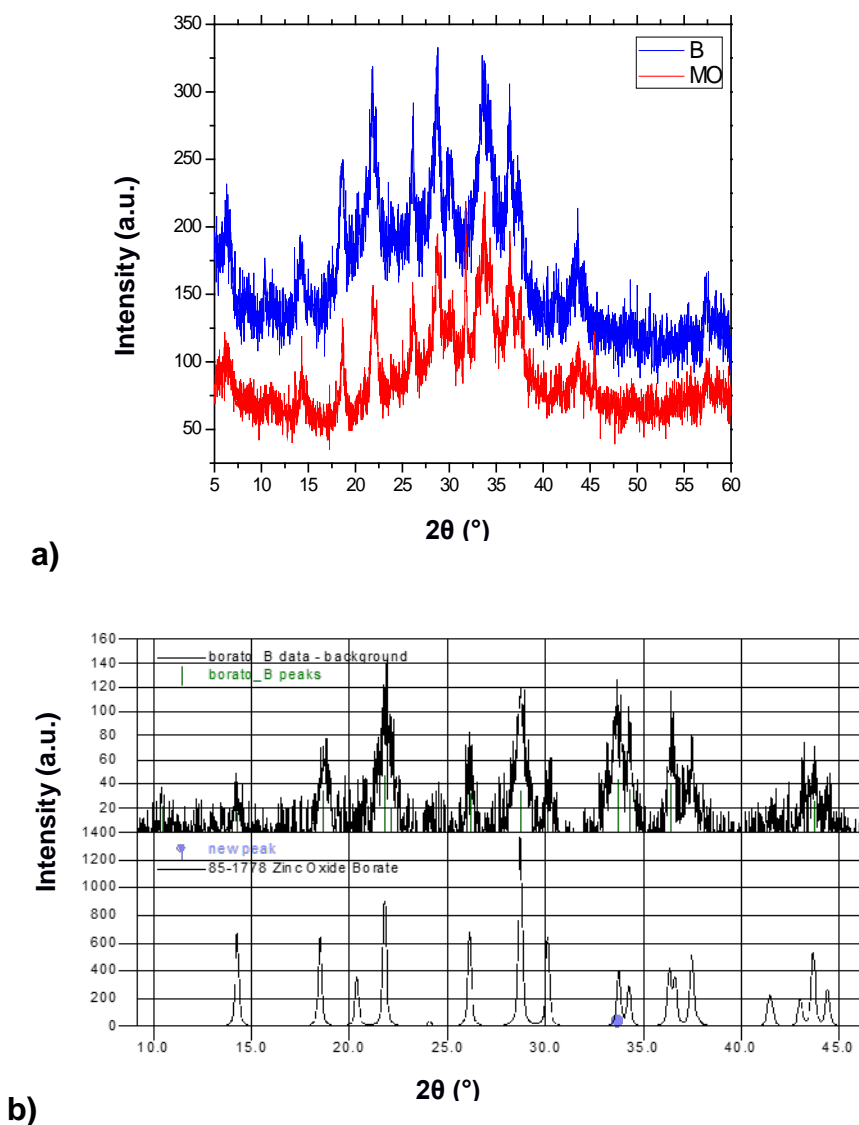 350
300
250
200
150
100
50
Intensity (a.u.)
B
MO
5 10 15 20 25 30 35 40 45 50 55 60
2θ (°)
a)
160
140
120
100
80
60
40
20
Intensity (a.u.)
borato_B data - background
borato_B peaks
1400
1200
1000
800
600
400
200
0
new peak
85-1778 Zinc Oxide Borate
10.0 15.0 20.0 25.0 30.0 35.0 40.0 45.0
2θ (°)
b)